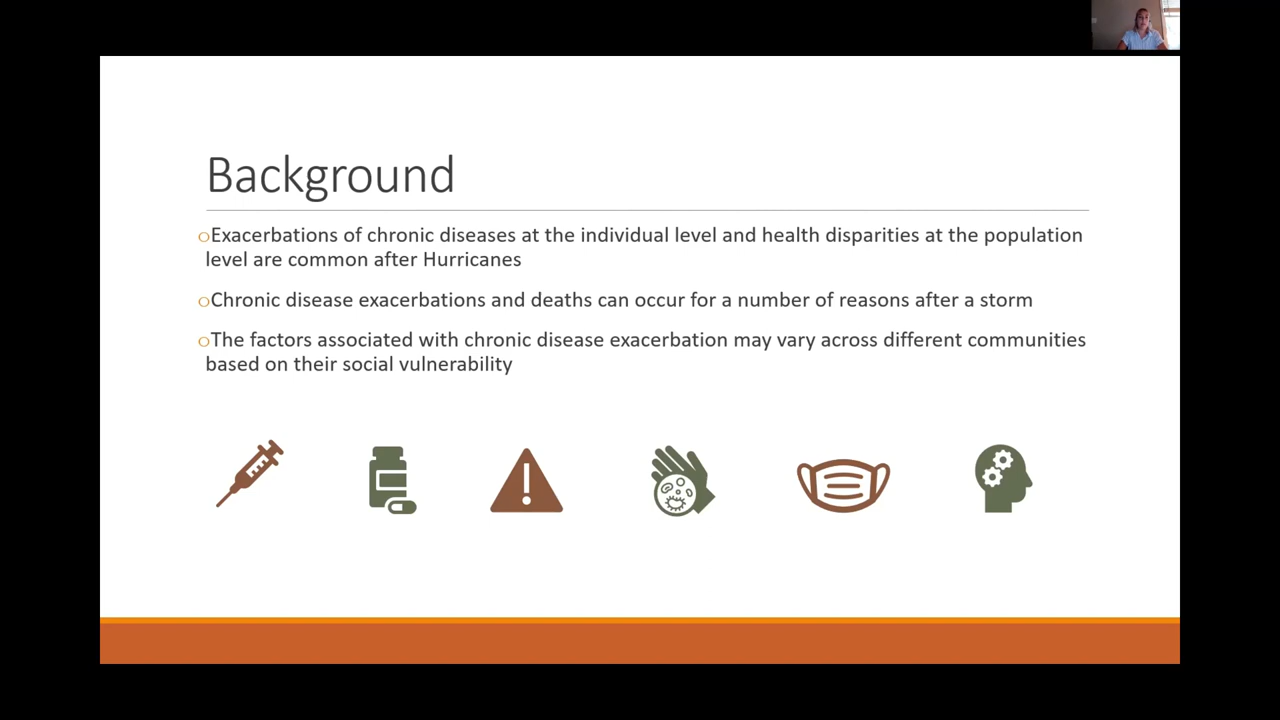 Background
Exacerbations of chronic diseases at the individual level and health disparities at the population
level are common after Hurricanes
Chronic disease exacerbations and deaths can occur for a number of reasons after a storm
The factors associated with chronic disease exacerbation may vary across different communities
based on their social vulnerability